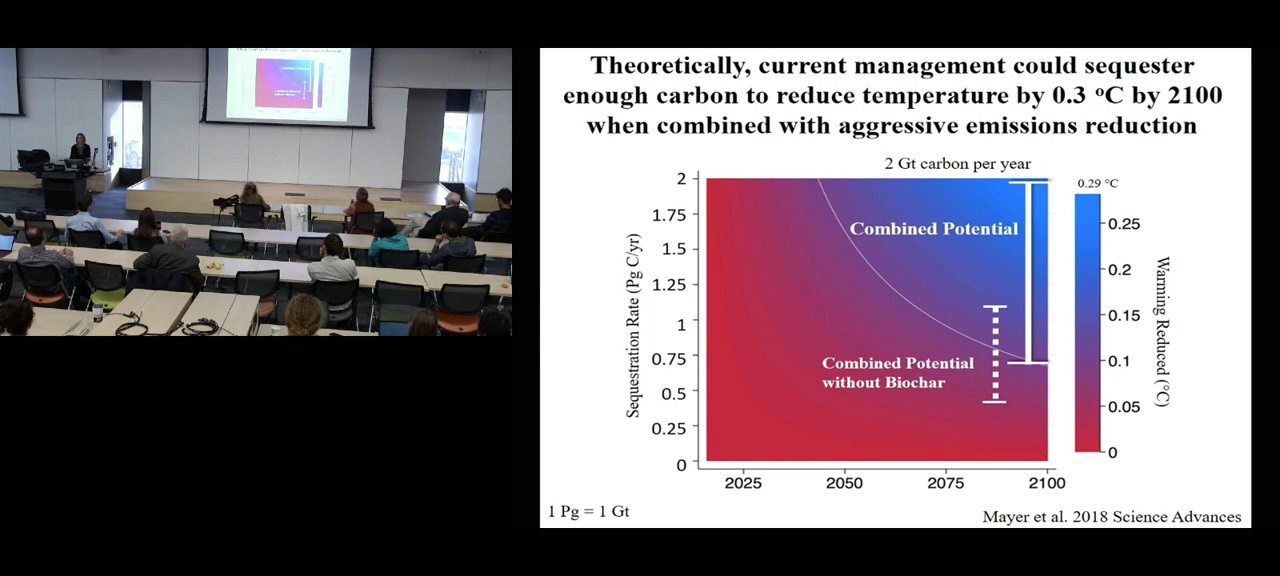 Theoretically, current management could sequester
enough carbon to reduce temperature by 0.3 °C by 2100
when combined with aggressive emissions reduction
2 Gt carbon per year
0.29 °C
2
1.75
1.5
1.25
1
0.75
0.5
0.25
0
Sequestration Rate (Pg C/yr)
Combined Potential
Combined Potential
without Biochar
0.25
0.2
0.15
0.1
0.05
0
Warming Reduced (°C)
2025
2050
2075
2100
1 Pg = 1 Gt
Mayer et al. 2018 Science Advances